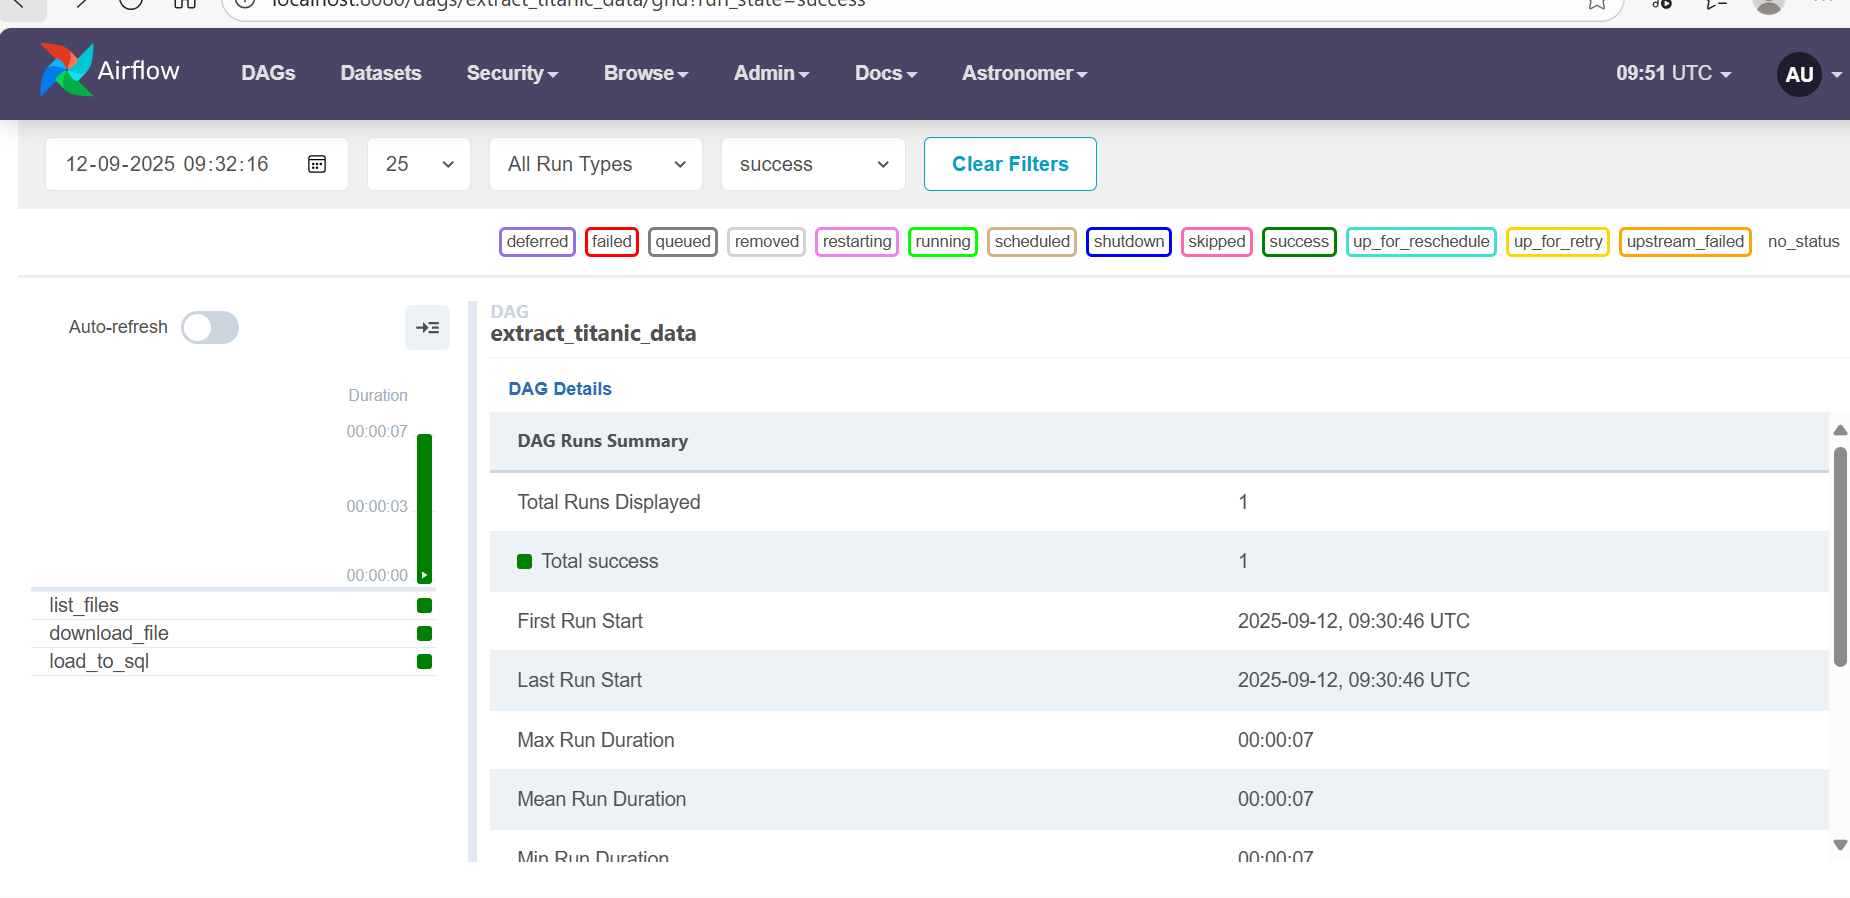 localhost:8080/dags/extract_titanic_data/grid?run_state=success
Airflow
DAGs
Datasets
Security
Browse
Admin
Docs
Astronomer
09:51 UTC
AU
12-09-2025 09:32:16
25
All Run Types
success
Clear Filters
deferred
failed
queued
removed
restarting
running
scheduled
shutdown
skipped
success
up_for_reschedule
up_for_retry
upstream_failed
no_status
Auto-refresh
Duration
00:00:07
00:00:03
00:00:00
list_files
download_file
load_to_sql
DAG
extract_titanic_data
DAG Details
DAG Runs Summary
Total Runs Displayed 1
Total success 1
First Run Start 2025-09-12, 09:30:46 UTC
Last Run Start 2025-09-12, 09:30:46 UTC
Max Run Duration 00:00:07
Mean Run Duration 00:00:07
Min Run Duration 00:00:07